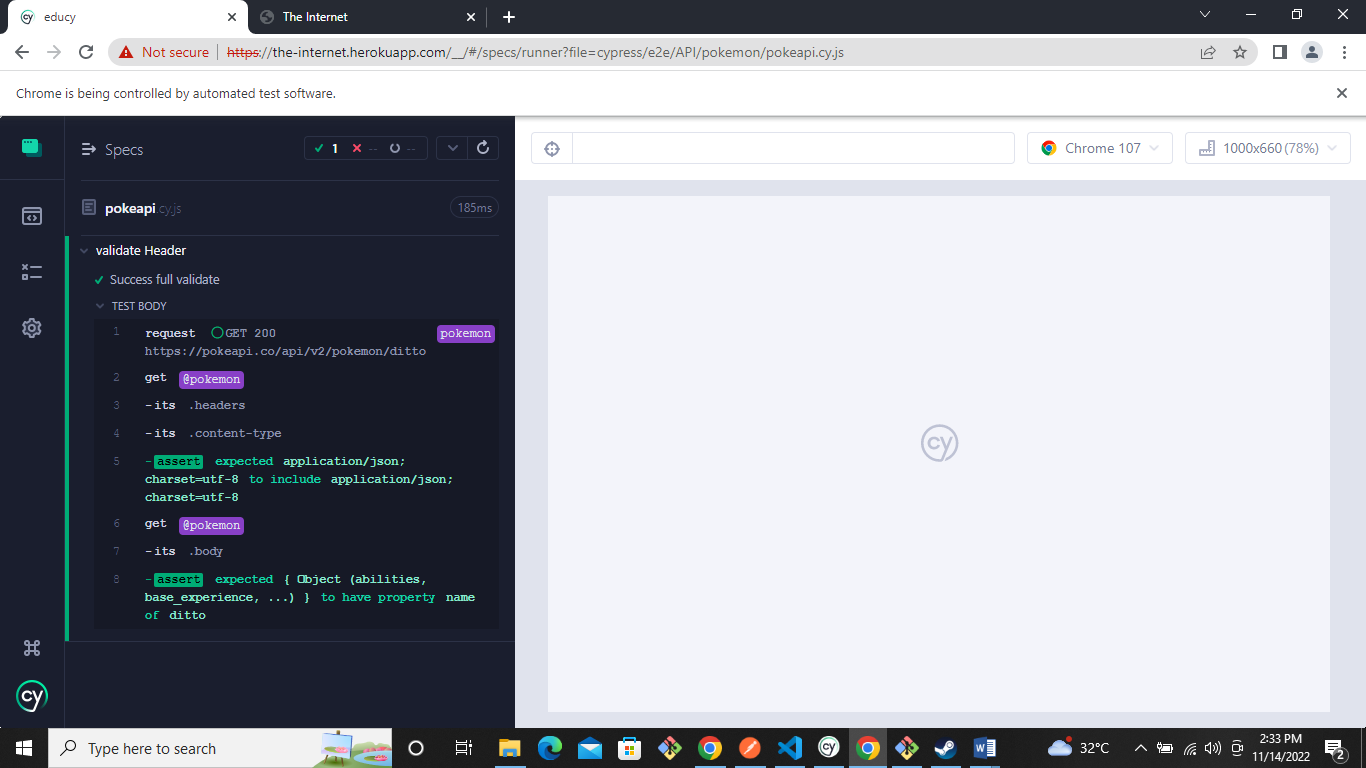 educy
The Internet
Not secure https://the-internet.herokuapp.com/__/#/specs/runner?file=cypress/e2e/API/pokemon/pokeapi.cy.js
Chrome is being controlled by automated test software.
Specs
1 -- --
Chrome 107
1000x660 (78%)
pokeapi.cy.js
185ms
validate Header
Success full validate
TEST BODY
1 request GET 200 pokemon
https://pokeapi.co/api/v2/pokemon/ditto
2 get @pokemon
3 -its .headers
4 -its .content-type
5 -assert expected application/json;
charset=utf-8 to include application/json;
charset=utf-8
6 get @pokemon
7 -its .body
8 -assert expected { Object (abilities,
base_experience, ...) } to have property name
of ditto
cy
cy
Type here to search
32°C
2:33 PM
11/14/2022
2